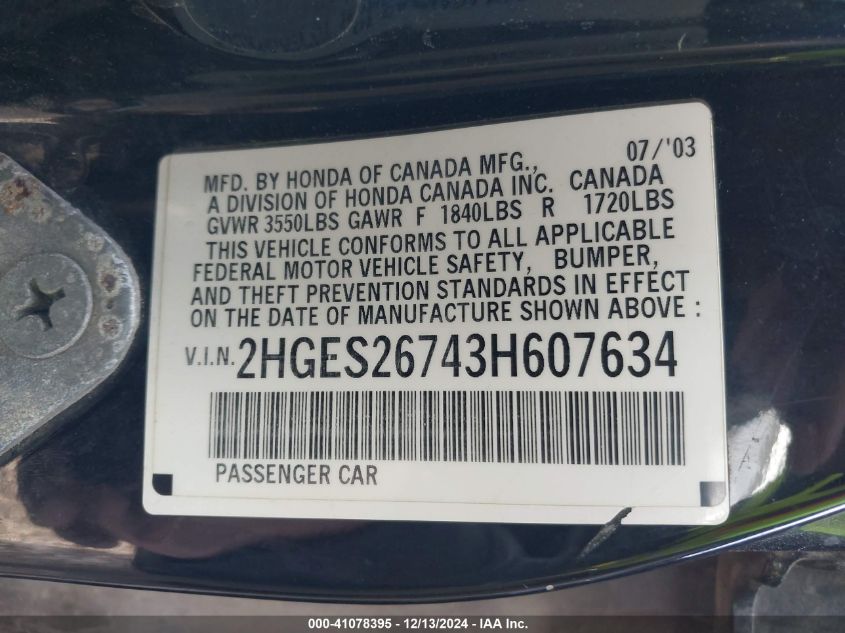 07/'03
MFD. BY HONDA OF CANADA MFG.,
A DIVISION OF HONDA CANADA INC. CANADA
GVWR 3550LBS GAWR F 1840LBS R 1720LBS
THIS VEHICLE CONFORMS TO ALL APPLICABLE
FEDERAL MOTOR VEHICLE SAFETY, BUMPER,
AND THEFT PREVENTION STANDARDS IN EFFECT
ON THE DATE OF MANUFACTURE SHOWN ABOVE :
V.I.N. 2HGES26743H607634
PASSENGER CAR
000-41078395 - 12/13/2024 - IAA, Inc.